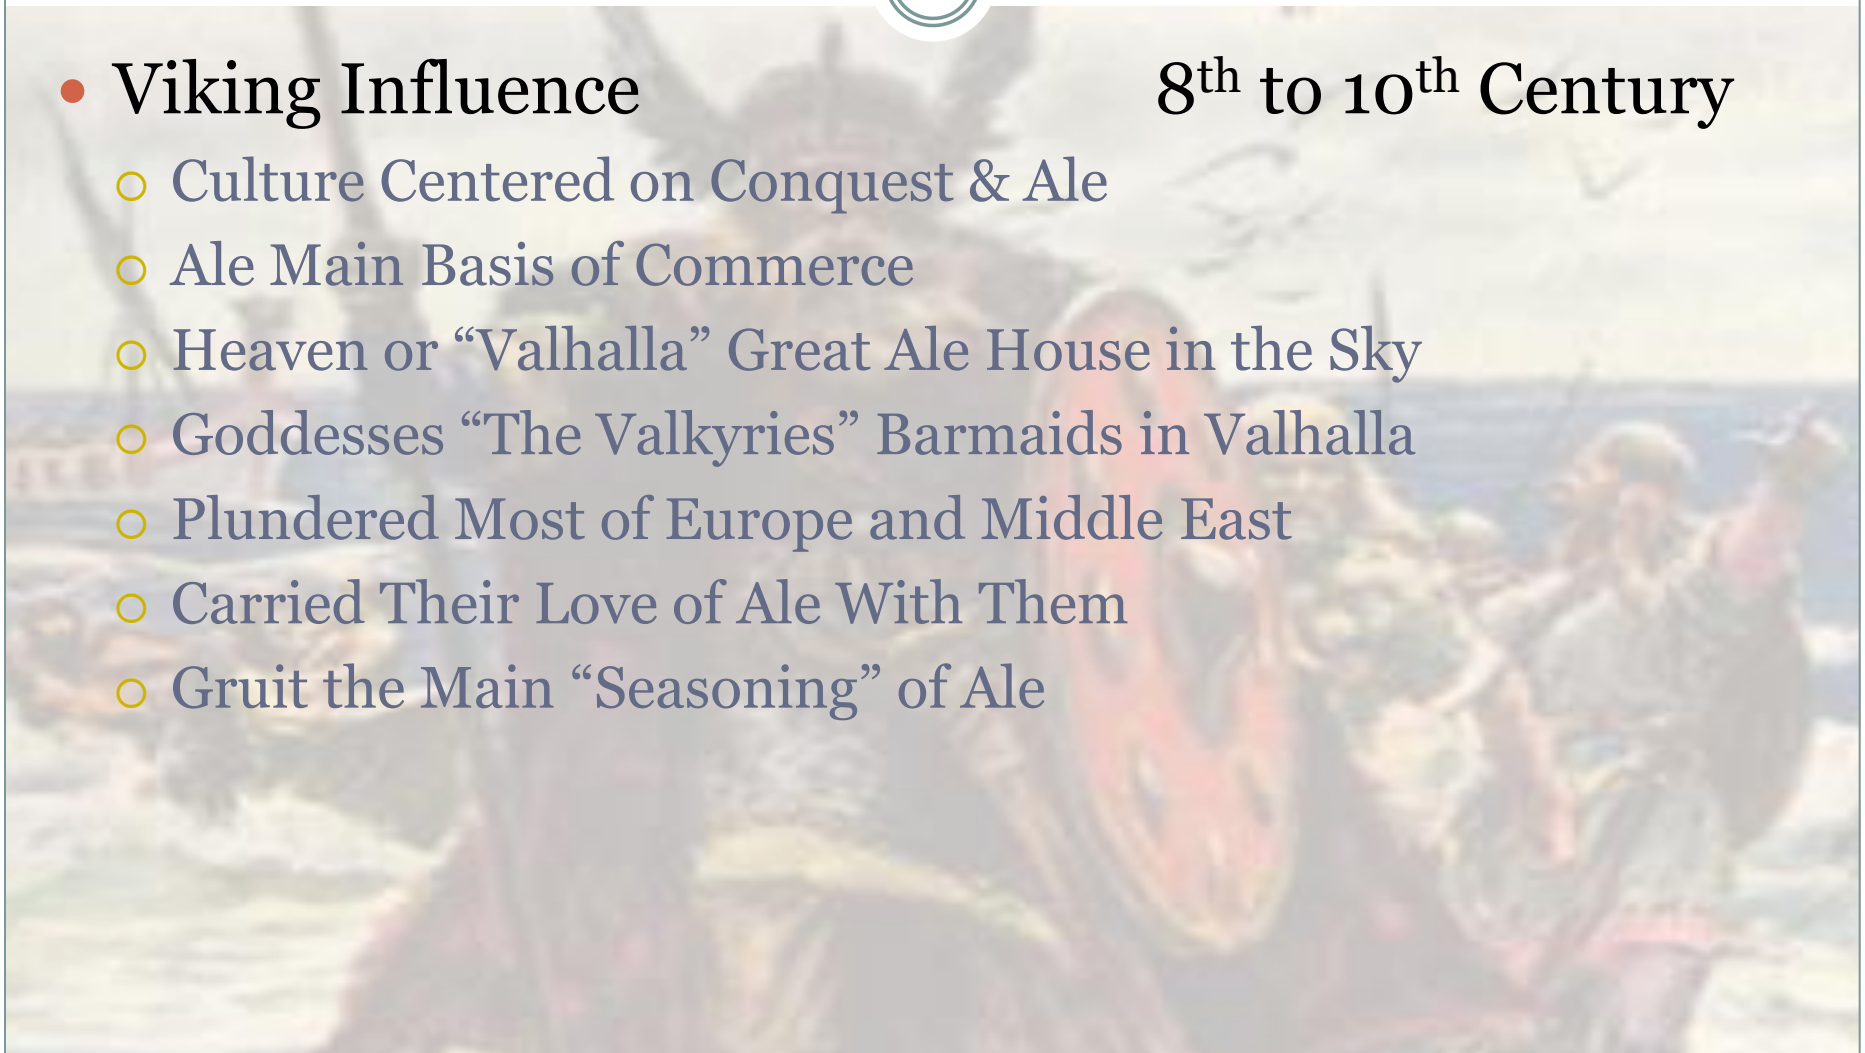 Viking Influence 8th to 10th Century
Culture Centered on Conquest & Ale
Ale Main Basis of Commerce
Heaven or “Valhalla” Great Ale House in the Sky
Goddesses “The Valkyries” Barmaids in Valhalla
Plundered Most of Europe and Middle East
Carried Their Love of Ale With Them
Gruit the Main “Seasoning” of Ale